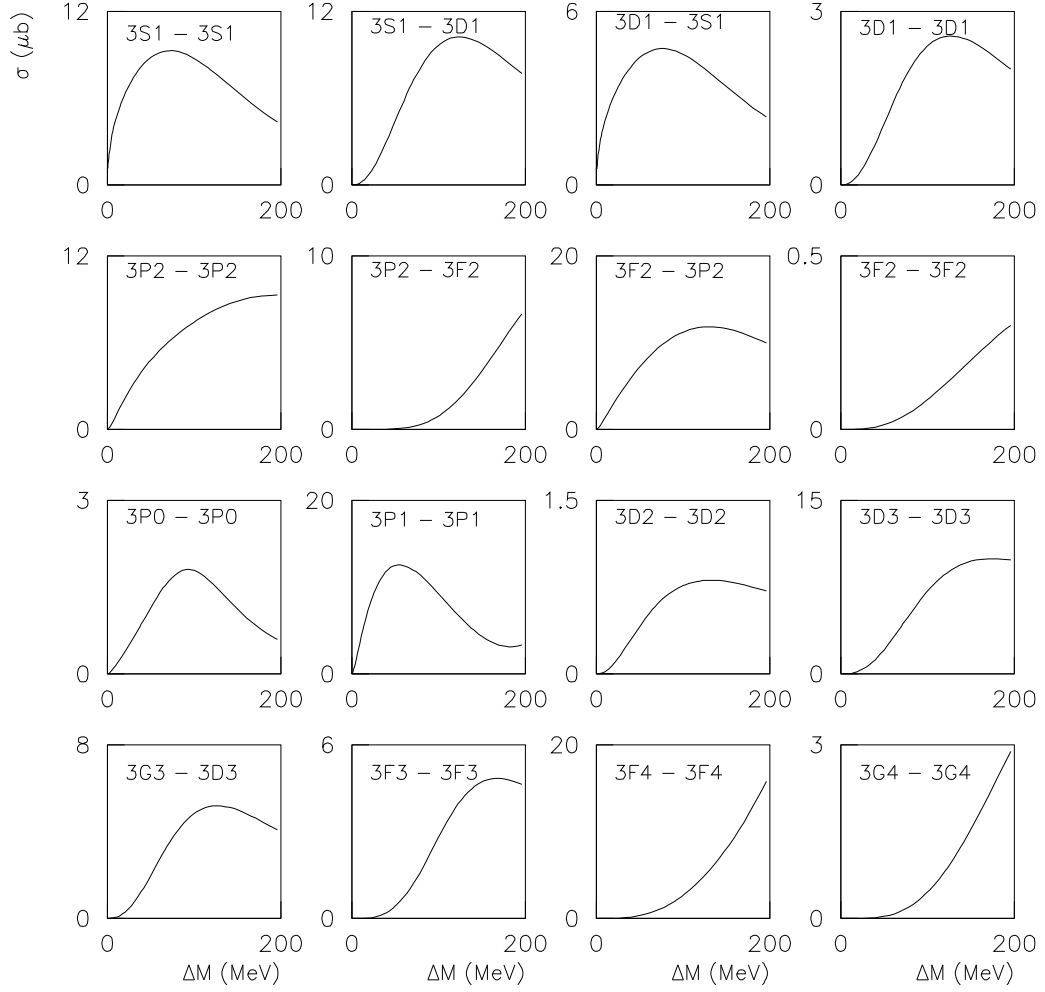 12 12 6 3
σ (μb)
3S1 – 3S1 3S1 – 3D1 3D1 – 3S1 3D1 – 3D1
0 0 0 0
0 200 0 200 0 200 0 200
12 10 20 0.5
3P2 – 3P2 3P2 – 3F2 3F2 – 3P2 3F2 – 3F2
0 0 0 0
0 200 0 200 0 200 0 200
3 20 1.5 15
3P0 – 3P0 3P1 – 3P1 3D2 – 3D2 3D3 – 3D3
0 0 0 0
0 200 0 200 0 200 0 200
8 6 20 3
3G3 – 3D3 3F3 – 3F3 3F4 – 3F4 3G4 – 3G4
0 0 0 0
0 200 0 200 0 200 0 200
ΔM (MeV) ΔM (MeV) ΔM (MeV) ΔM (MeV)